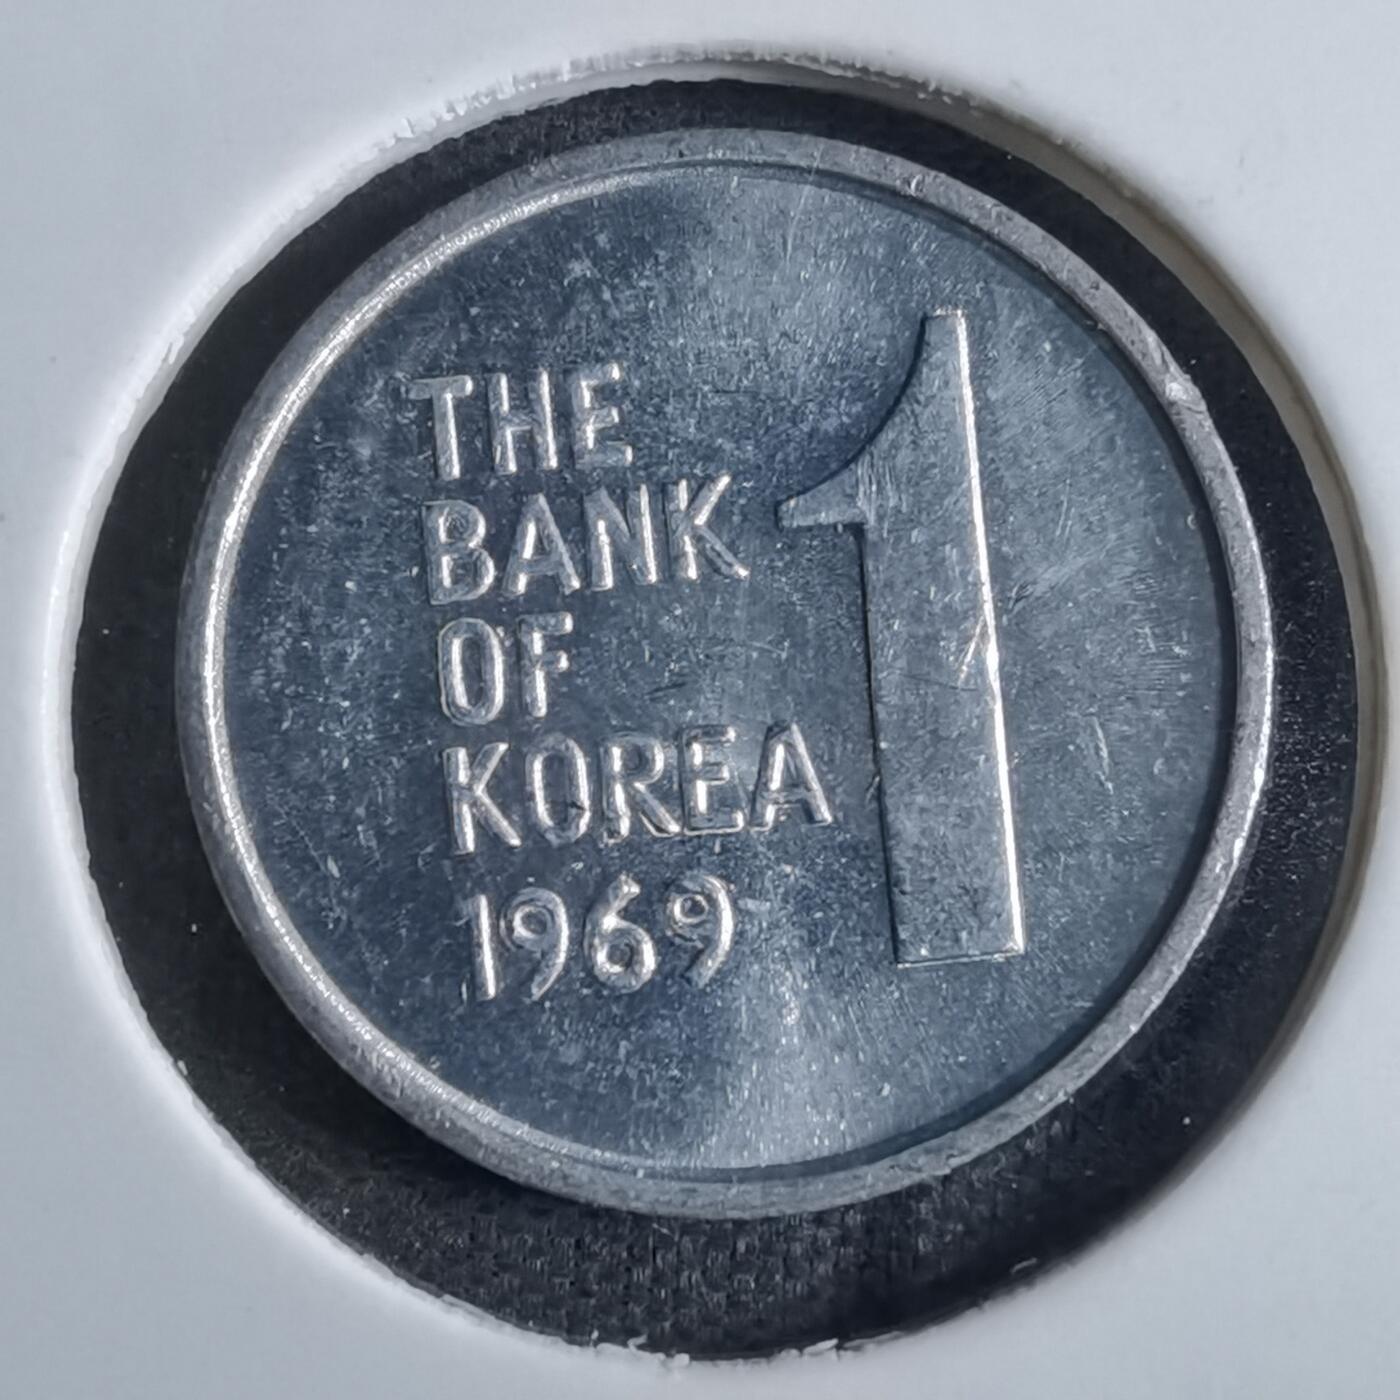 THE
BANK
OF
KOREA
1969
1